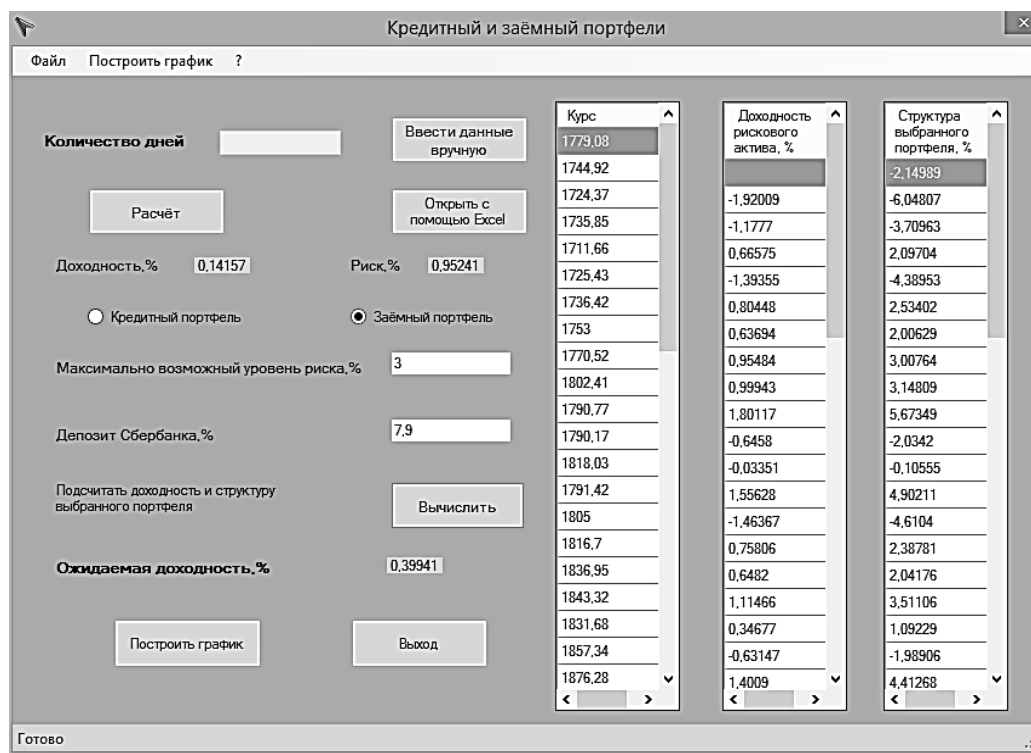 Кредитный и заёмный портфели
Файл Построить график ?
Количество дней
Ввести данные
вручную
Расчёт
Открыть с
помощью Excel
Доходность,% 0,14157 Риск,% 0,95241
Кредитный портфель Заёмный портфель
Максимально возможный уровень риска,% 3
Депозит Сбербанка,% 7,9
Подсчитать доходность и структуру
выбранного портфеля
Вычислить
Ожидаемая доходность,% 0,39941
Построить график Выход
Курс
1779,08
1744,92
1724,37
1735,85
1711,66
1725,43
1736,42
1753
1770,52
1802,41
1790,77
1790,17
1818,03
1791,42
1805
1816,7
1836,95
1843,32
1831,68
1857,34
1876,28
Доходность
рискового
актива, %
-1,92009
-1,1777
0,66575
-1,39355
0,80448
0,63694
0,95484
0,99943
1,80117
-0,6458
-0,03351
1,55628
-1,46367
0,75806
0,6482
1,11466
0,34677
-0,63147
1,4009
Структура
выбранного
портфеля, %
-2,14989
-6,04807
-3,70963
2,09704
-4,38953
2,53402
2,00629
3,00764
3,14809
5,67349
-2,0342
-0,10555
4,90211
-4,6104
2,38781
2,04176
3,51106
1,09229
-1,98906
4,41268
Готово